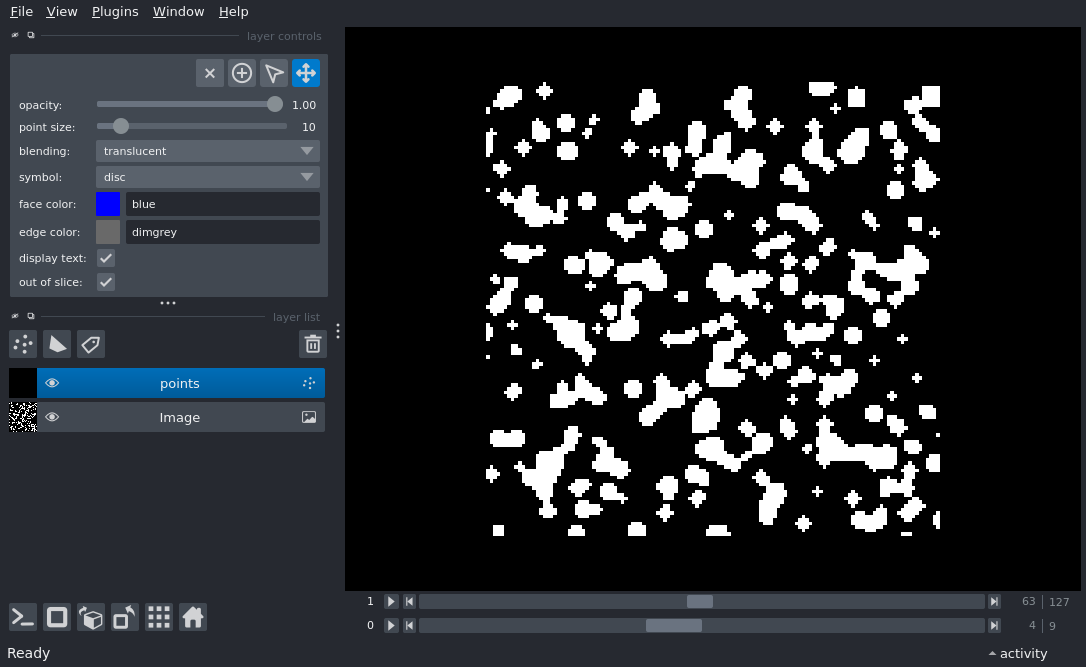 File View Plugins Window Help
layer controls
opacity: 1.00
point size: 10
blending: translucent
symbol: disc
face color: blue
edge color: dimgrey
display text:
out of slice:
layer list
points
Image
1 63 | 127
0 4 | 9
Ready activity